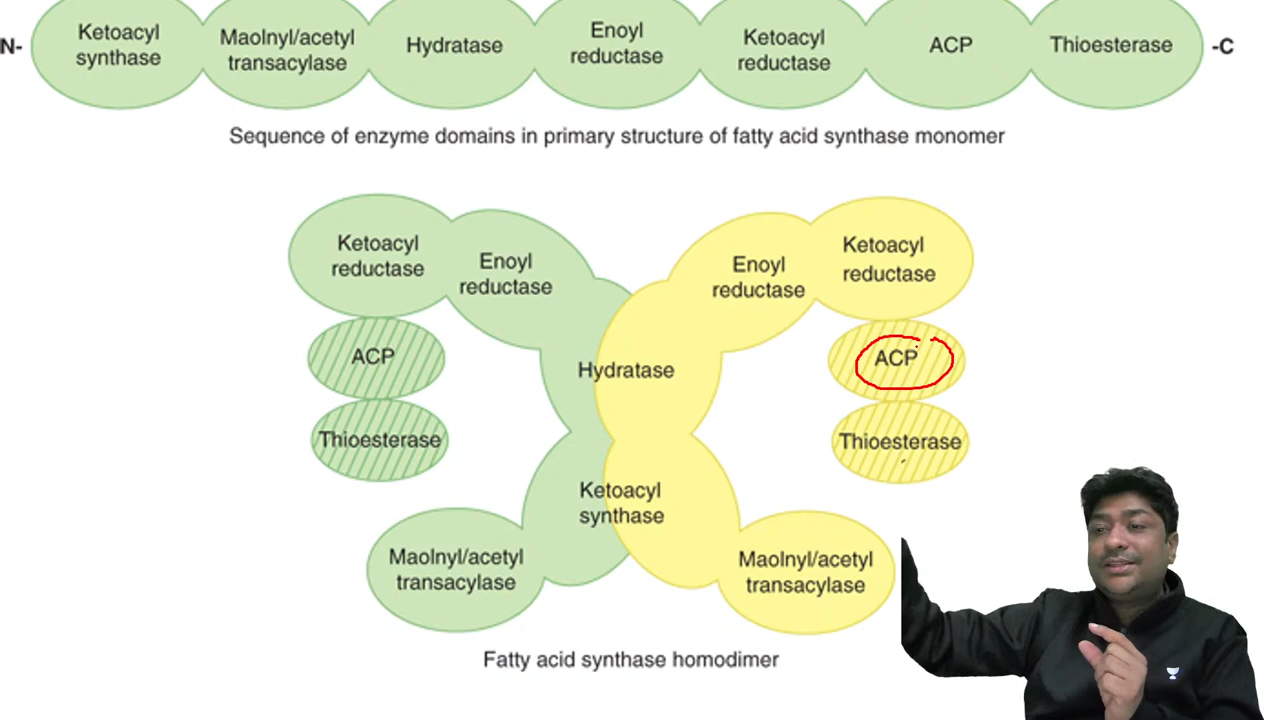 N-
Ketoacyl
synthase
Maolnyl/acetyl
transacylase
Hydratase
Enoyl
reductase
Ketoacyl
reductase
ACP
Thioesterase
-C
Sequence of enzyme domains in primary structure of fatty acid synthase monomer
Ketoacyl
reductase
Enoyl
reductase
Enoyl
reductase
Ketoacyl
reductase
ACP
Hydratase
ACP
Thioesterase
Thioesterase
Ketoacyl
synthase
Maolnyl/acetyl
transacylase
Maolnyl/acetyl
transacylase
Fatty acid synthase homodimer